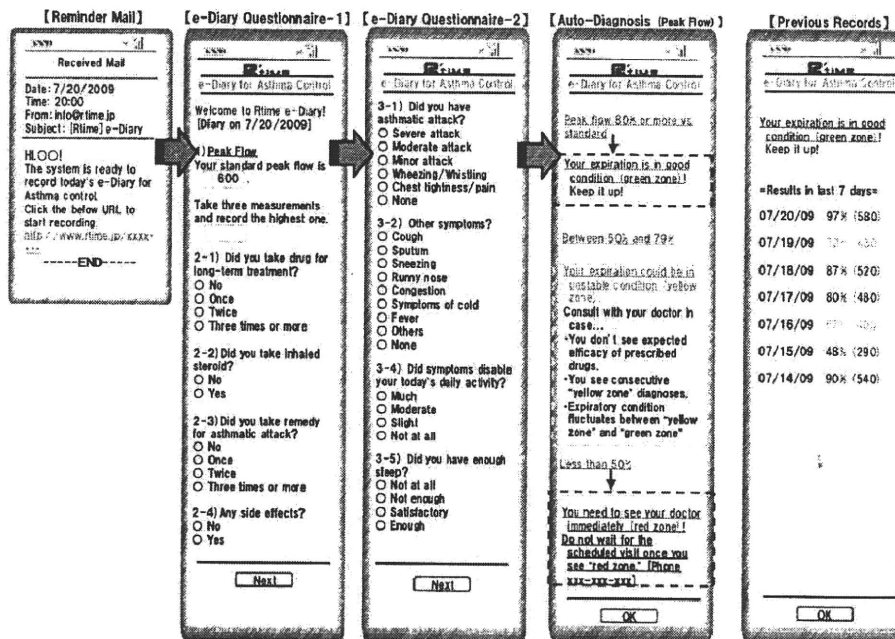 [Reminder Mail]
Received Mail
Date: 7/20/2009
Time: 20:00
From: info@rtime.jp
Subject: [Rtime] e-Diary
HLOO!
The system is ready to
record today's e-Diary for
Asthma control
Click the below URL to
start recording.
http://www.rtime.jp/xxxx-
------END------
[e-Diary Questionnaire-1]
Rtime
e-Diary for Asthma Control
Welcome to Rtime e-Diary!
[Diary on 7/20/2009]
1) Peak Flow
Your standard peak flow is
600
Take three measurements
and record the highest one.
2-1) Did you take drug for
long-term treatment?
O No
O Once
O Twice
O Three times or more
2-2) Did you take inhaled
steroid?
O No
O Yes
2-3) Did you take remedy
for asthmatic attack?
O No
O Once
O Twice
O Three times or more
2-4) Any side effects?
O No
O Yes
Next
[e-Diary Questionnaire-2]
Rtime
e-Diary for Asthma Control
3-1) Did you have
asthmatic attack?
O Severe attack
O Moderate attack
O Minor attack
O Wheezing/Whistling
O Chest tightness/pain
O None
3-2) Other symptoms?
O Cough
O Sputum
O Sneezing
O Runny nose
O Congestion
O Symptoms of cold
O Fever
O Others
O None
3-4) Did symptoms disable
your today's daily activity?
O Much
O Moderate
O Slight
O Not at all
3-5) Did you have enough
sleep?
O Not at all
O Not enough
O Satisfactory
O Enough
Next
[Auto-Diagnosis (Peak Flow)]
Rtime
e-Diary for Asthma Control
Peak flow 80% or more vs
standard
Your expiration is in good
condition (green zone)!
Keep it up!
Between 50% and 79%
Your expiration could be in
unstable condition (yellow
zone).
Consult with your doctor in
case...
・You don't see expected
efficacy of prescribed
drugs.
・You see consecutive
"yellow zone" diagnoses.
・Expiratory condition
fluctuates between "yellow
zone" and "green zone"
Less than 50%
You need to see your doctor
immediately (red zone)!
Do not wait for the
scheduled visit once you
see "red zone." [Phone
xxx-xxx-xxx]
OK
[Previous Records]
Rtime
e-Diary for Asthma Control
Your expiration is in good
condition (green zone)!
Keep it up!
=Results in last 7 days=
07/20/09 97% (580)
07/19/09
07/18/09 87% (520)
07/17/09 80% (480)
07/16/09
07/15/09 48% (290)
07/14/09 90% (540)
OK